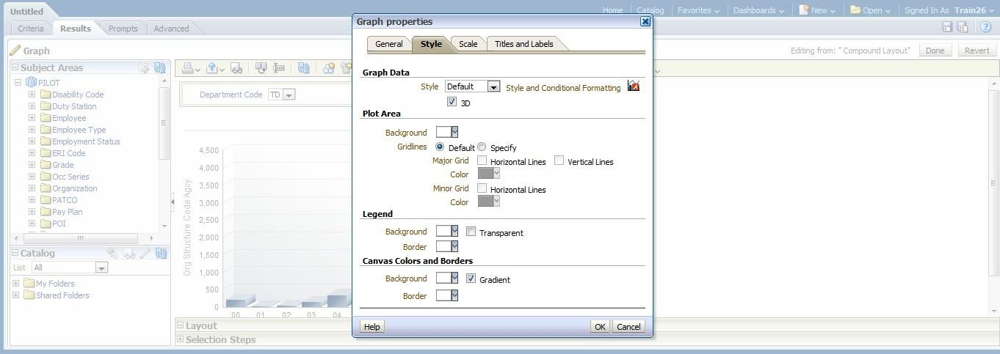 Untitled
Home Catalog Favorites Dashboards New Open Signed In As Train26
Criteria Results Prompts Advanced
Graph
Editing from: "Compound Layout" Done Revert
Subject Areas
PILOT
Disability Code
Duty Station
Employee
Employee Type
Employment Status
ERI Code
Grade
Occ Series
Organization
PATCO
Pay Plan
POI
Catalog
List All
My Folders
Shared Folders
Department Code TD
Org Structure Code Agcy
4,500
4,000
3,500
3,000
2,500
2,000
1,500
1,000
500
0
00 01 02 03 04
Layout
Selection Steps
Graph properties
General Style Scale Titles and Labels
Graph Data
Style Default Style and Conditional Formatting
3D
Plot Area
Background
Gridlines Default Specify
Major Grid Horizontal Lines Vertical Lines
Color
Minor Grid Horizontal Lines
Color
Legend
Background Transparent
Border
Canvas Colors and Borders
Background Gradient
Border
Help OK Cancel